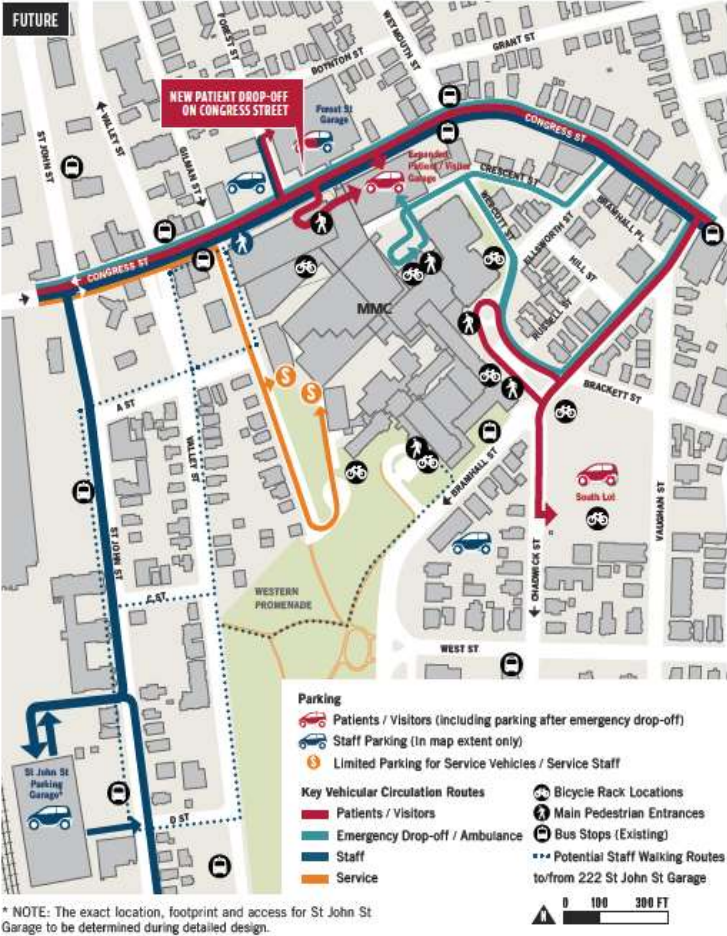 FUTURE
FOREST ST
BOYNTON ST
WEYMOUTH ST
GRANT ST
NEW PATIENT DROP-OFF
ON CONGRESS STREET
Forest St
Garage
ST JOHN ST
VALLEY ST
GILMAN ST
CONGRESS ST
Expanded
Patient / Visitor
Garage
CRESCENT ST
WESCOTT ST
ELLSWORTH ST
BRAMHALL PL
HILL ST
RUSSELL ST
CONGRESS ST
MMC
S
S
A ST
VALLEY ST
BRACKETT ST
BRAMHALL ST
South Lot
VAUGHAN ST
ST JOHN ST
CHADWICK ST
C ST
WESTERN
PROMENADE
WEST ST
St John St
Parking
Garage*
D ST
Parking
Patients / Visitors (including parking after emergency drop-off)
Staff Parking (In map extent only)
S Limited Parking for Service Vehicles / Service Staff
Key Vehicular Circulation Routes
Patients / Visitors
Emergency Drop-off / Ambulance
Staff
Service
Bicycle Rack Locations
Main Pedestrian Entrances
Bus Stops (Existing)
Potential Staff Walking Routes
to/from 222 St John St Garage
N
0 100 300 FT
* NOTE: The exact location, footprint and access for St John St
Garage to be determined during detailed design.